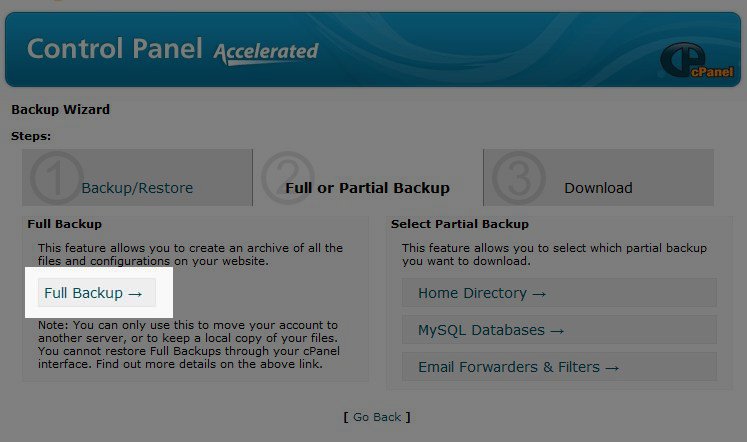 Control Panel Accelerated
cPanel
Backup Wizard
Steps:
1 Backup/Restore
2 Full or Partial Backup
3 Download
Full Backup
This feature allows you to create an archive of all the
files and configurations on your website.
Full Backup →
Note: You can only use this to move your account to
another server, or to keep a local copy of your files.
You cannot restore Full Backups through your cPanel
interface. Find out more details on the above link.
Select Partial Backup
This feature allows you to select which partial backup
you want to download.
Home Directory →
MySQL Databases →
Email Forwarders & Filters →
[ Go Back ]